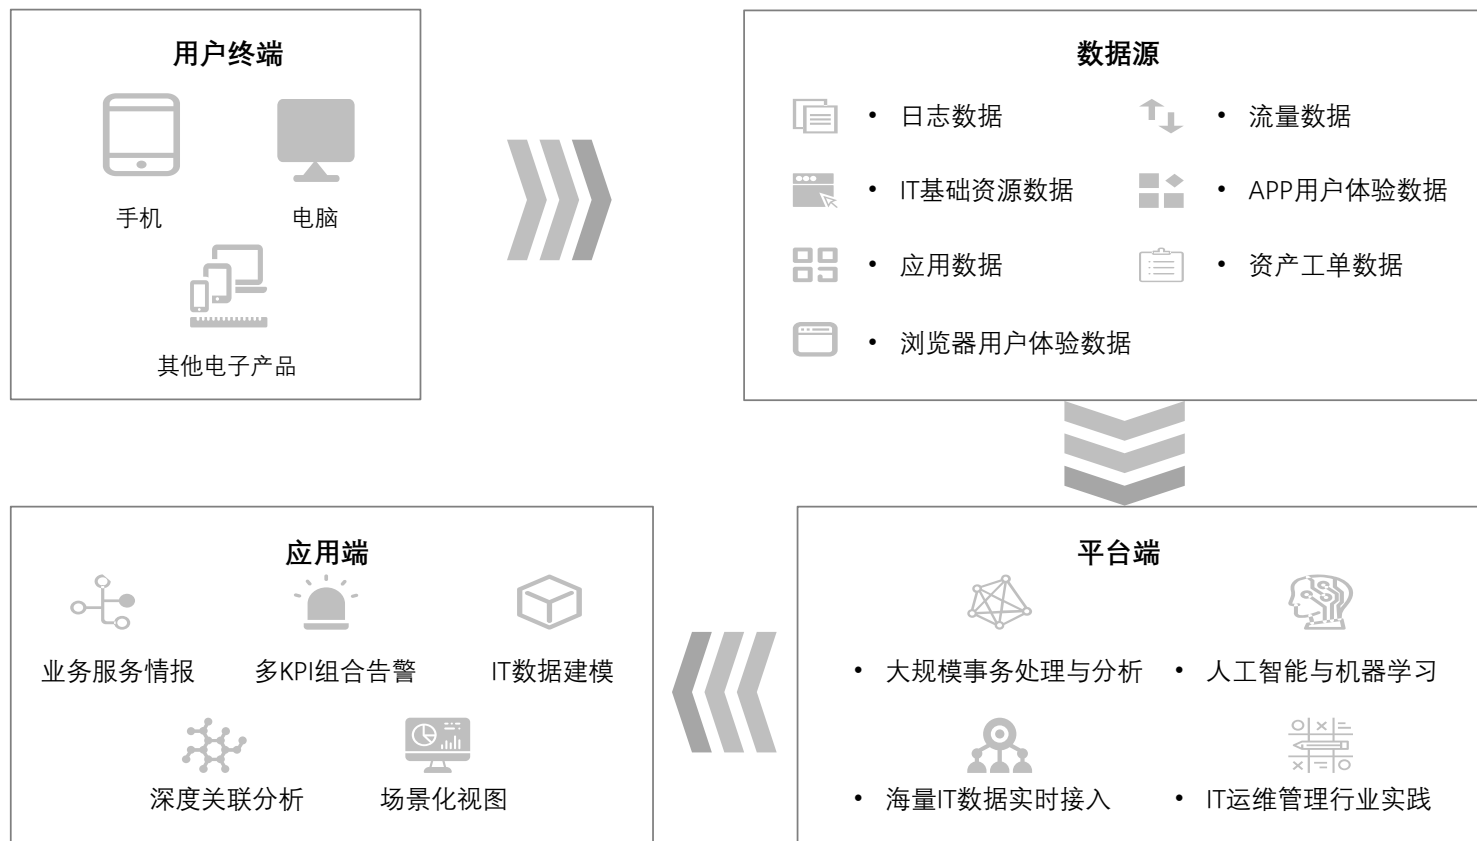 用户终端
手机
电脑
其他电子产品
数据源
• 日志数据
• 流量数据
• IT基础资源数据
• APP用户体验数据
• 应用数据
• 资产工单数据
• 浏览器用户体验数据
应用端
业务服务情报
多KPI组合告警
IT数据建模
深度关联分析
场景化视图
平台端
• 大规模事务处理与分析
• 人工智能与机器学习
• 海量IT数据实时接入
• IT运维管理行业实践